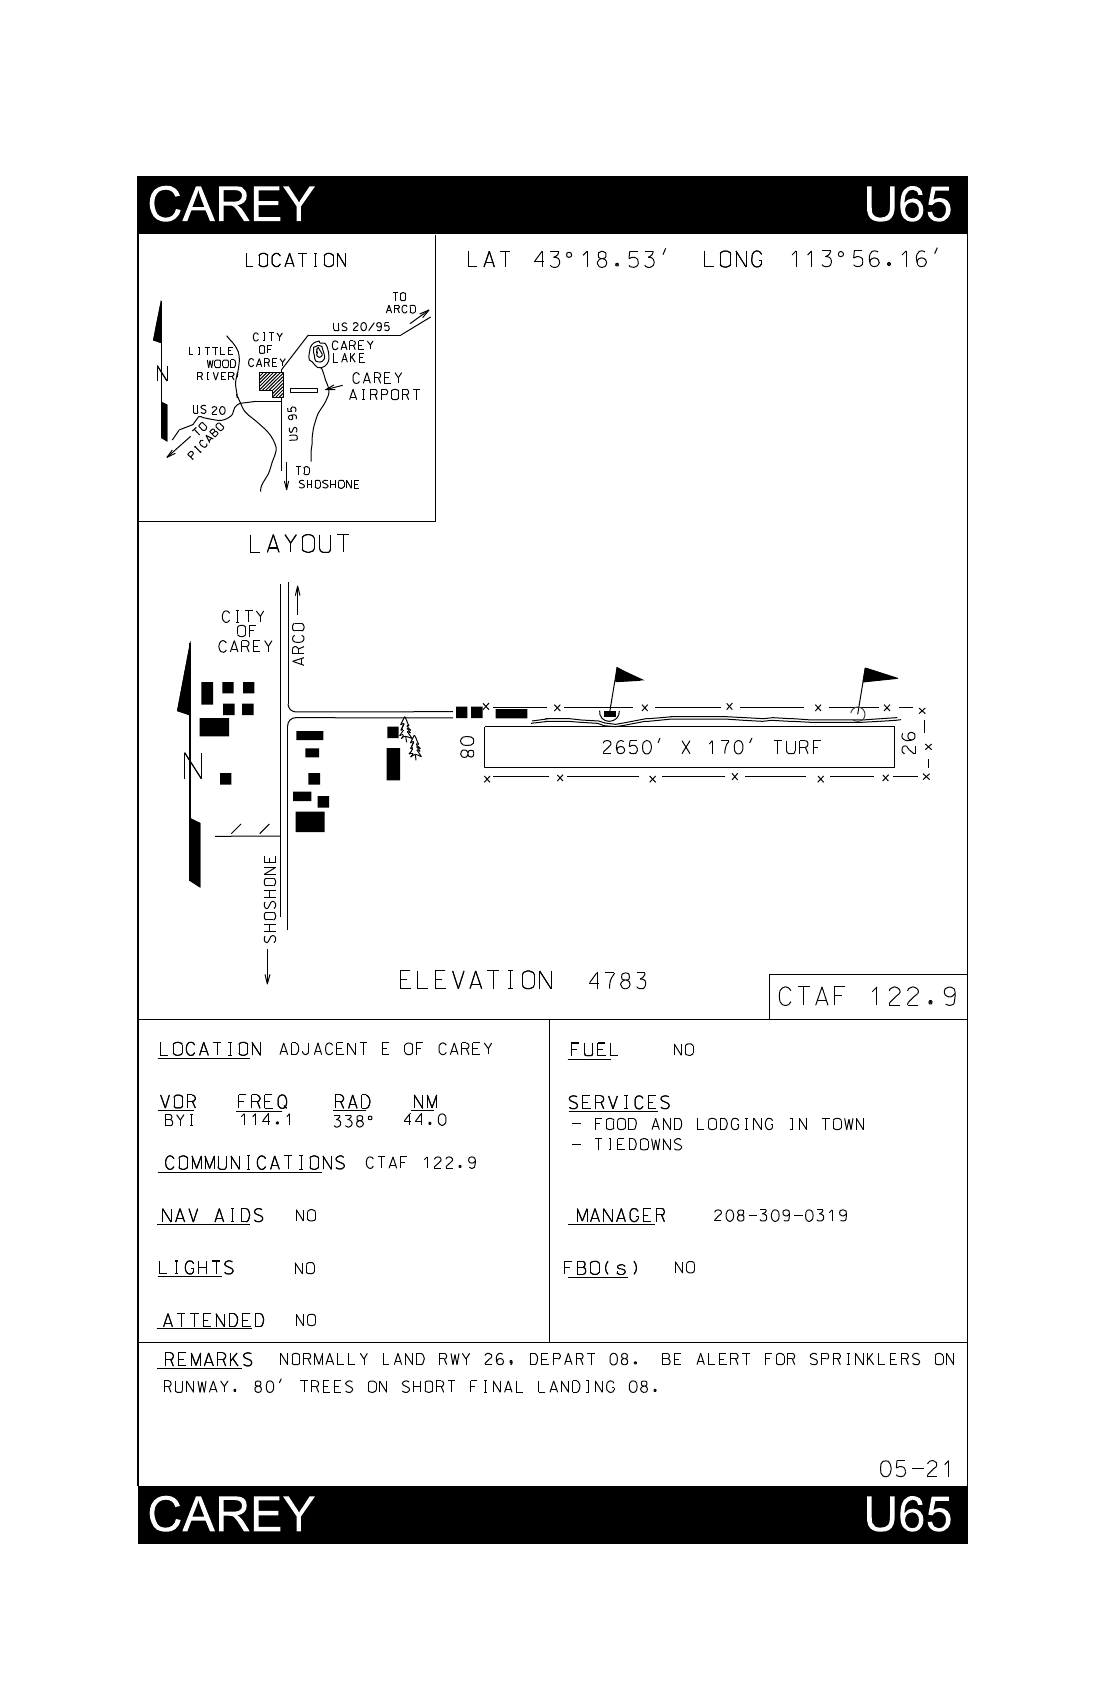 CAREY U65
LOCATION
LAT 43°18.53′ LONG 113°56.16′
TO
ARCO
US 20/95
CITY
OF
CAREY
LITTLE
WOOD
RIVER
CAREY
LAKE
N
CAREY
AIRPORT
US 20
TO
PICABO
US 95
TO
SHOSHONE
LAYOUT
CITY
OF
CAREY
ARCO
N
08
2650′ X 170′ TURF
26
SHOSHONE
ELEVATION 4783
CTAF 122.9
LOCATION ADJACENT E OF CAREY
VOR FREQ RAD NM
BYI 114.1 338° 44.0
COMMUNICATIONS CTAF 122.9
NAV AIDS NO
LIGHTS NO
ATTENDED NO
FUEL NO
SERVICES
- FOOD AND LODGING IN TOWN
- TIEDOWNS
MANAGER 208-309-0319
FBO(s) NO
REMARKS NORMALLY LAND RWY 26, DEPART 08. BE ALERT FOR SPRINKLERS ON
RUNWAY. 80′ TREES ON SHORT FINAL LANDING 08.
05-21
CAREY U65